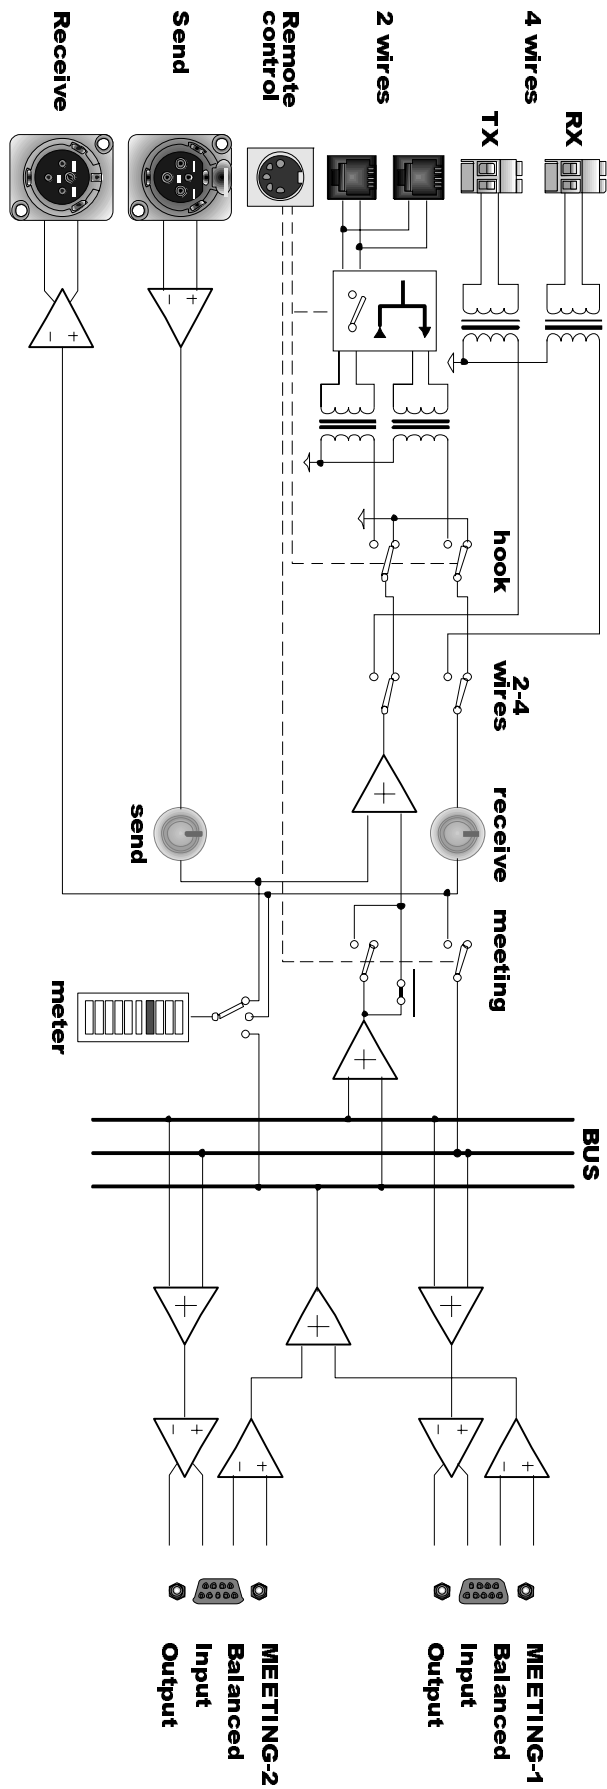 4 wires
RX
TX
2 wires
Remote
control
Send
Receive
hook
2-4
wires
receive
send
meeting
meter
BUS
MEETING-1
Balanced
Input
Output
MEETING-2
Balanced
Input
Output